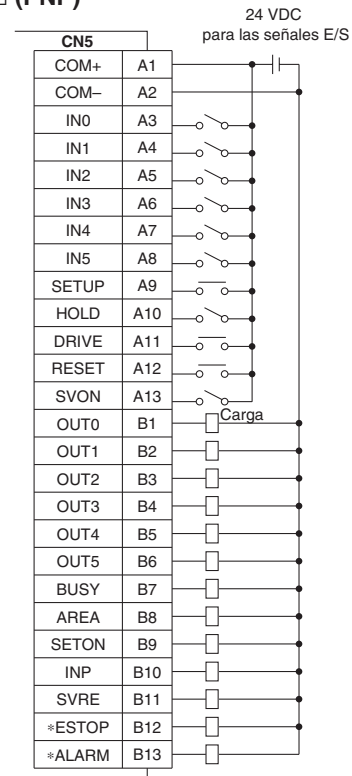 (PNP)
24 VDC
para las señales E/S
CN5
COM+ A1
COM– A2
IN0 A3
IN1 A4
IN2 A5
IN3 A6
IN4 A7
IN5 A8
SETUP A9
HOLD A10
DRIVE A11
RESET A12
SVON A13
Carga
OUT0 B1
OUT1 B2
OUT2 B3
OUT3 B4
OUT4 B5
OUT5 B6
BUSY B7
AREA B8
SETON B9
INP B10
SVRE B11
∗ESTOP B12
∗ALARM B13